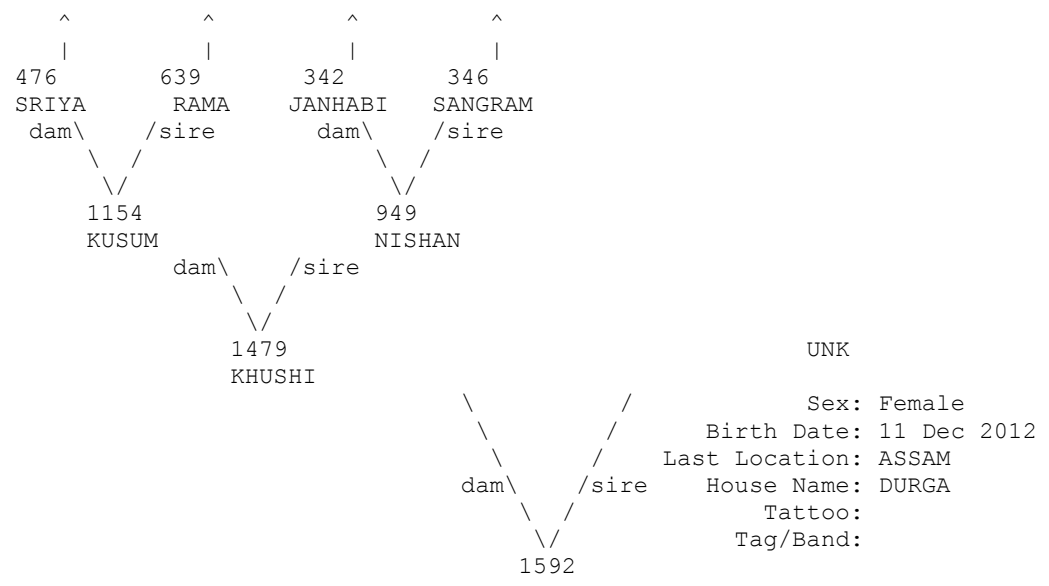 ^ ^ ^ ^
| | | |
476 639 342 346
SRIYA RAMA JANHABI SANGRAM
dam\ /sire dam\ /sire
\ / \ /
\/ \/
1154 949
KUSUM NISHAN
dam\ /sire
\ /
\/
1479 UNK
KHUSHI
\ / Sex: Female
\ / Birth Date: 11 Dec 2012
\ / Last Location: ASSAM
dam\ /sire House Name: DURGA
\ / Tattoo:
\/ Tag/Band:
1592